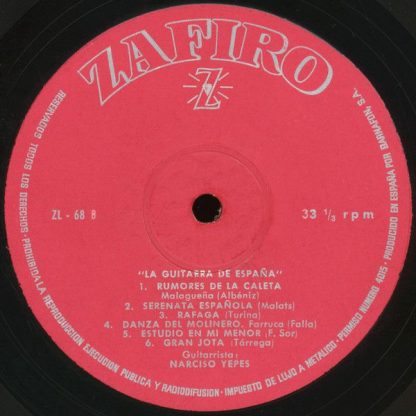 ZAFIRO
Z
RESERVADOS TODOS LOS DERECHOS - PROHIBIDA LA REPRODUCCION EJECUCION PUBLICA Y RADIODIFUSION - IMPUESTO DE LUJO A METALICO - PERMISO NUMERO 4015 - PRODUCIDO EN ESPAÑA POR BARNAFON, S.A.
ZL - 68 B
33 1/3 rpm
"LA GUITARRA DE ESPAÑA"
1. RUMORES DE LA CALETA
Malagueña (Albéniz)
2. SERENATA ESPAÑOLA (Malats)
3. RAFAGA (Turina)
4. DANZA DEL MOLINERO. Farruca (Falla)
5. ESTUDIO EN MI MENOR (F. Sor)
6. GRAN JOTA (Tárrega)
Guitarrista:
NARCISO YEPES